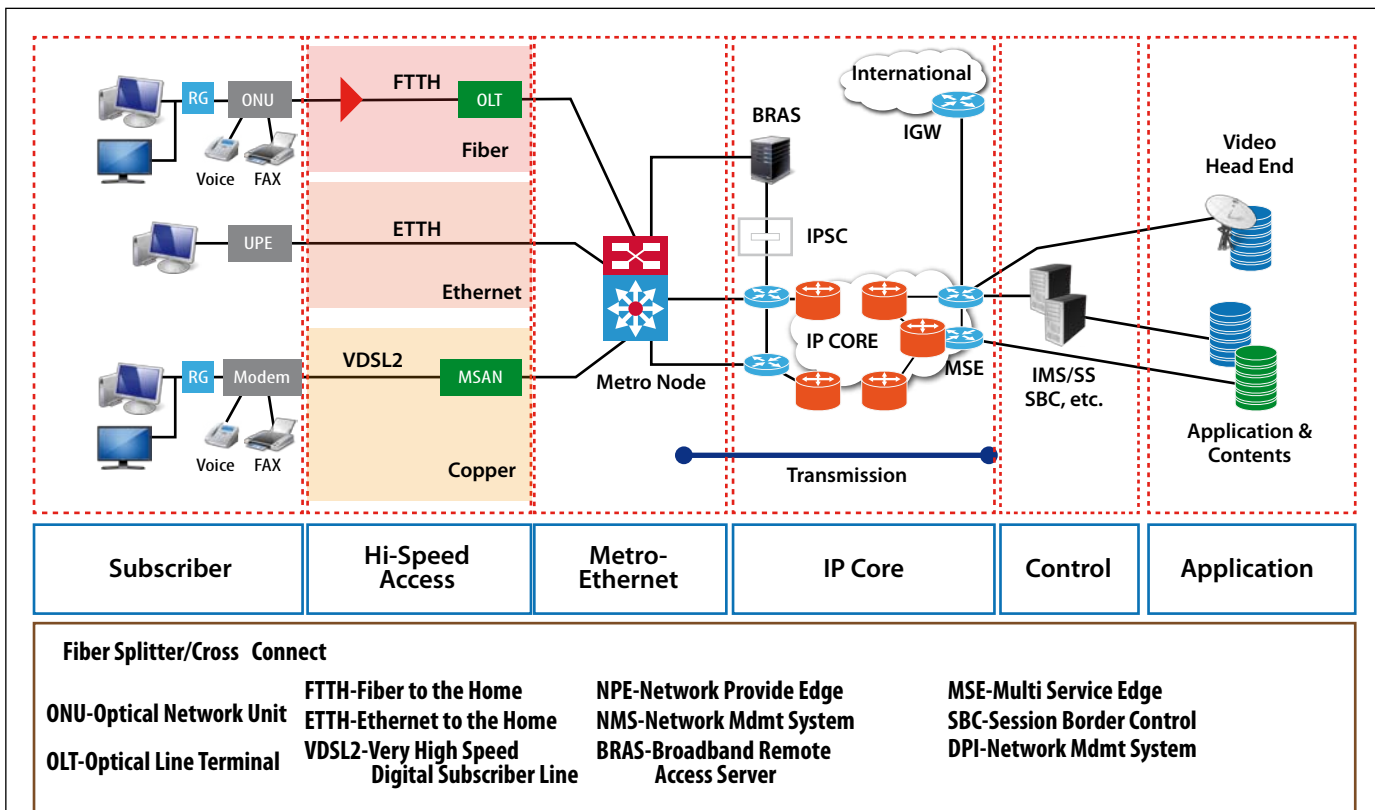 FTTH
International
RG
ONU
OLT
BRAS
IGW
Video
Head End
Fiber
Voice
FAX
UPE
ETTH
IPSC
Ethernet
IP CORE
VDSL2
RG
Modem
MSAN
Metro Node
MSE
IMS/SS
SBC, etc.
Voice
FAX
Copper
Transmission
Application &
Contents
Subscriber
Hi-Speed
Access
Metro-
Ethernet
IP Core
Control
Application
Fiber Splitter/Cross Connect
ONU-Optical Network Unit
OLT-Optical Line Terminal
FTTH-Fiber to the Home
ETTH-Ethernet to the Home
VDSL2-Very High Speed
Digital Subscriber Line
NPE-Network Provide Edge
NMS-Network Mdmt System
BRAS-Broadband Remote
Access Server
MSE-Multi Service Edge
SBC-Session Border Control
DPI-Network Mdmt System